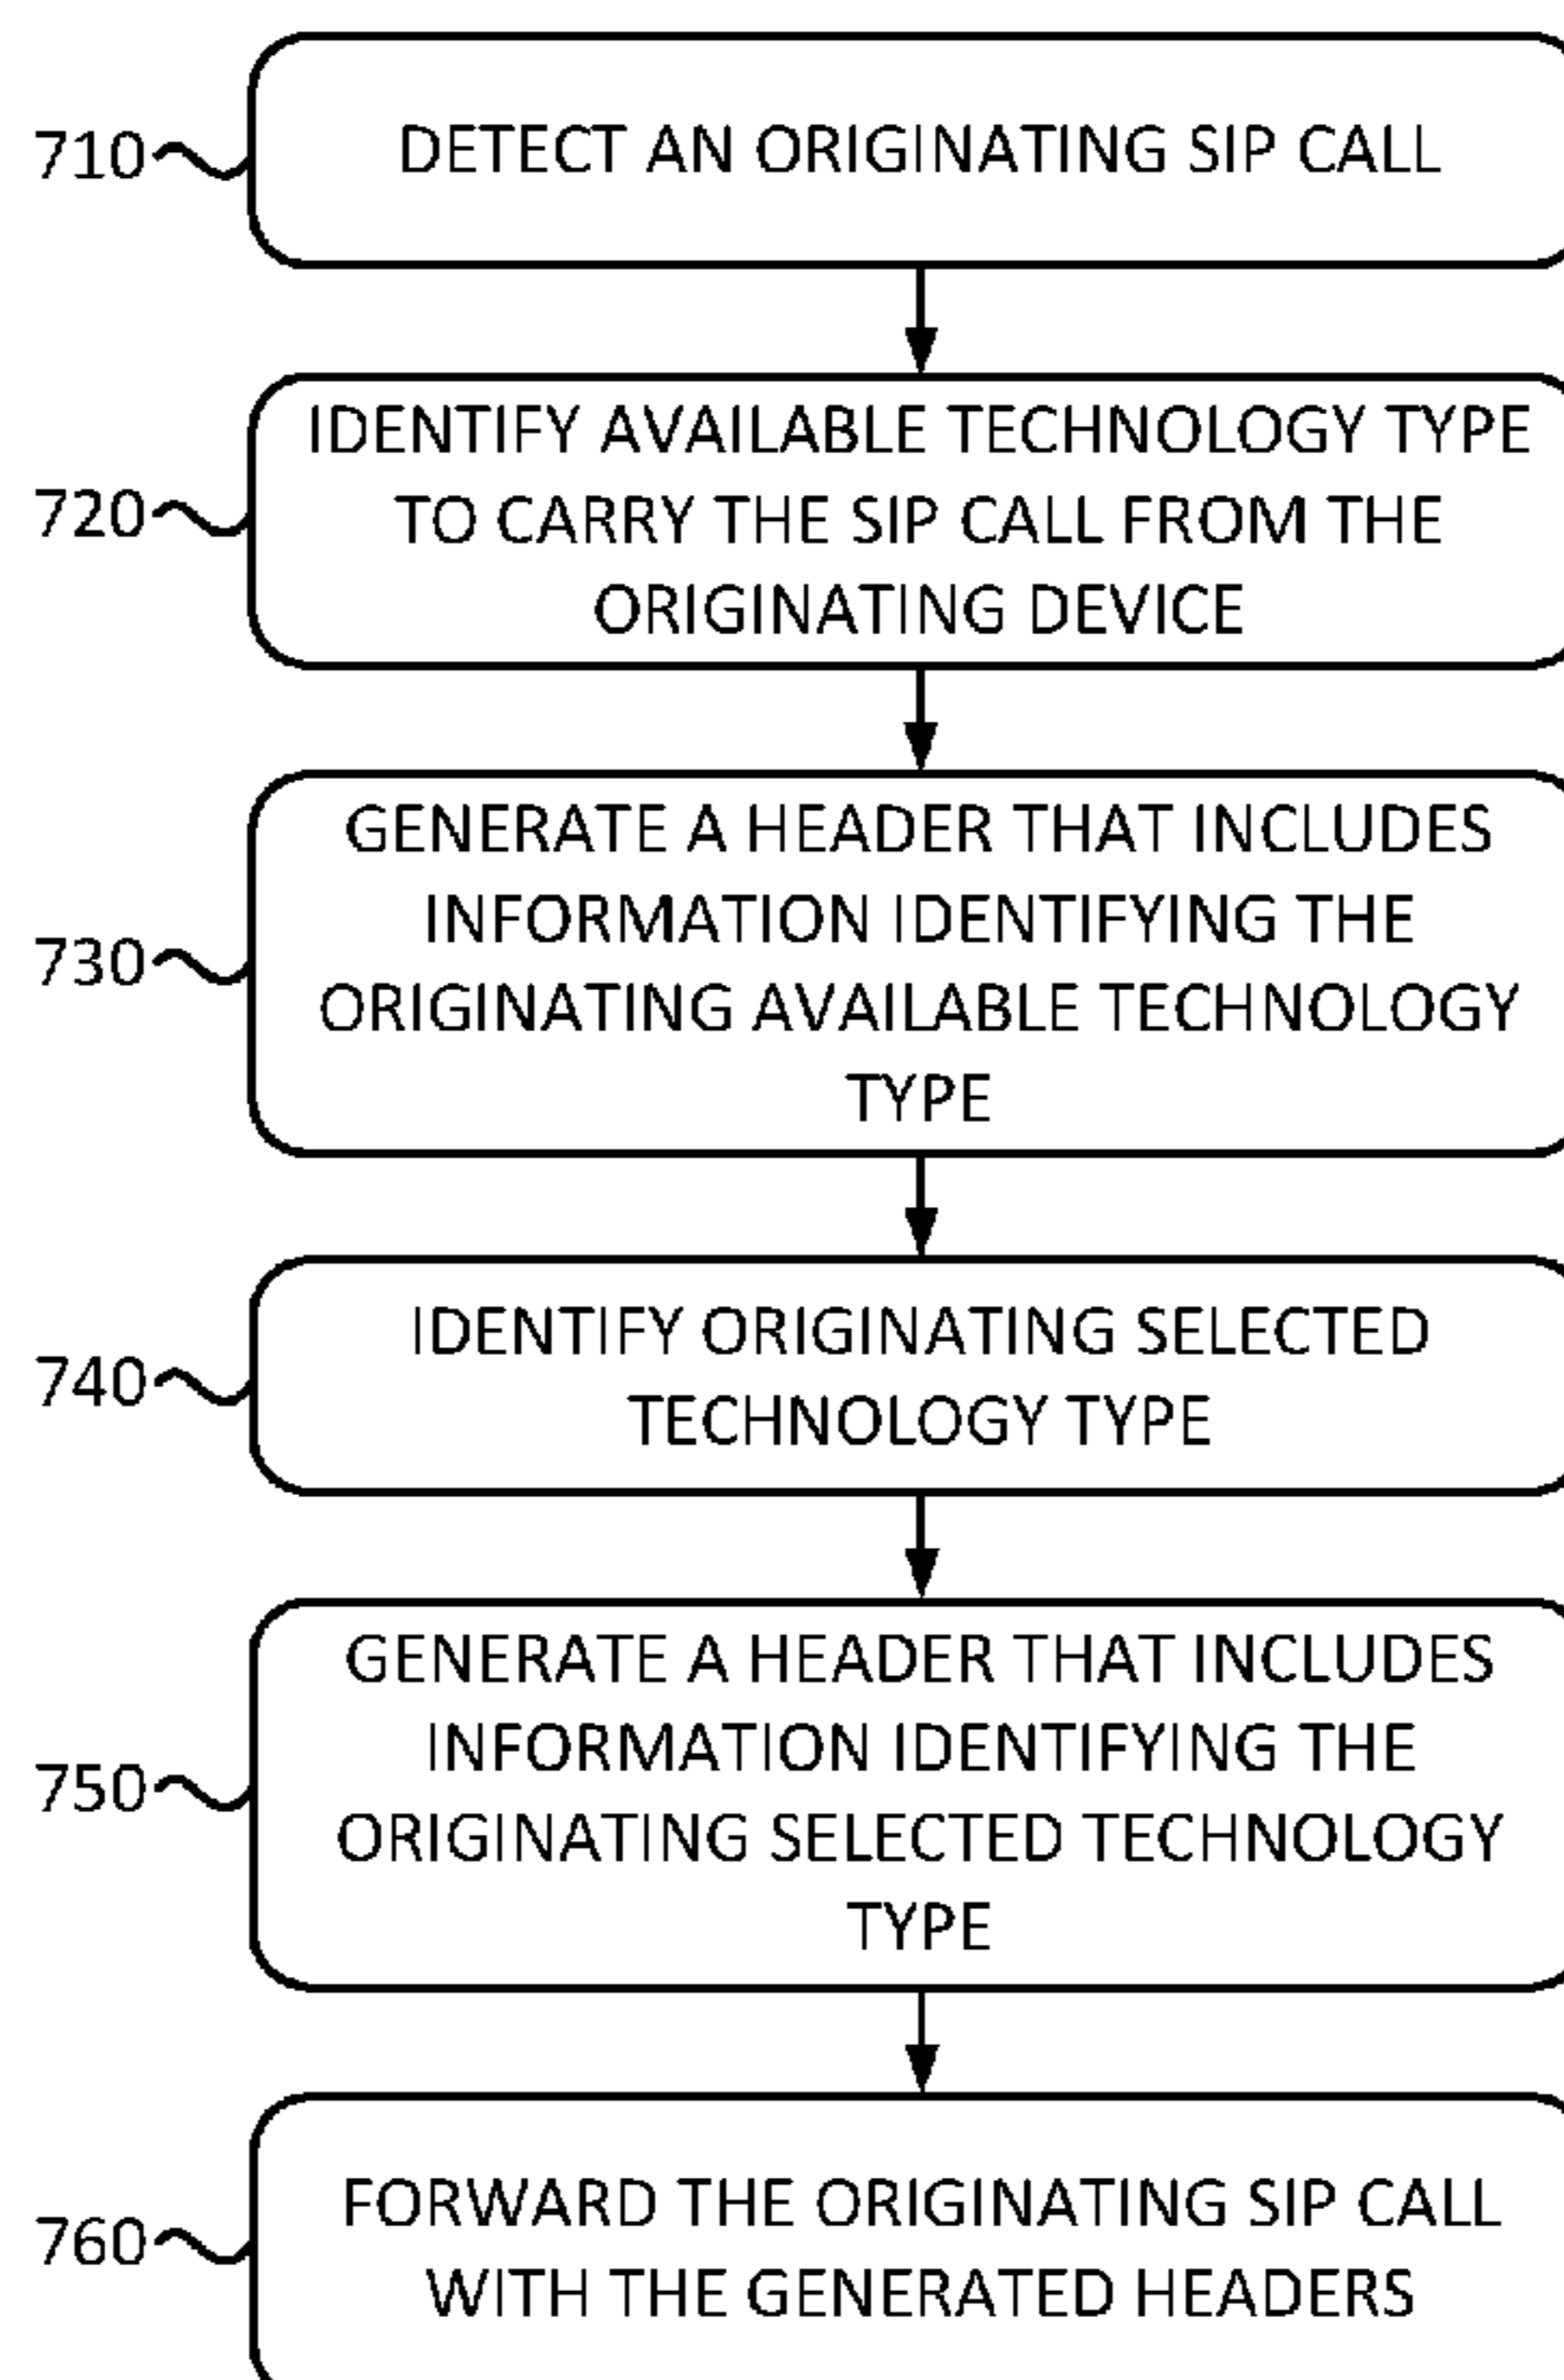 710
DETECT AN ORIGINATING SIP CALL
720
IDENTIFY AVAILABLE TECHNOLOGY TYPE
TO CARRY THE SIP CALL FROM THE
ORIGINATING DEVICE
730
GENERATE A HEADER THAT INCLUDES
INFORMATION IDENTIFYING THE
ORIGINATING AVAILABLE TECHNOLOGY
TYPE
740
IDENTIFY ORIGINATING SELECTED
TECHNOLOGY TYPE
750
GENERATE A HEADER THAT INCLUDES
INFORMATION IDENTIFYING THE
ORIGINATING SELECTED TECHNOLOGY
TYPE
760
FORWARD THE ORIGINATING SIP CALL
WITH THE GENERATED HEADERS